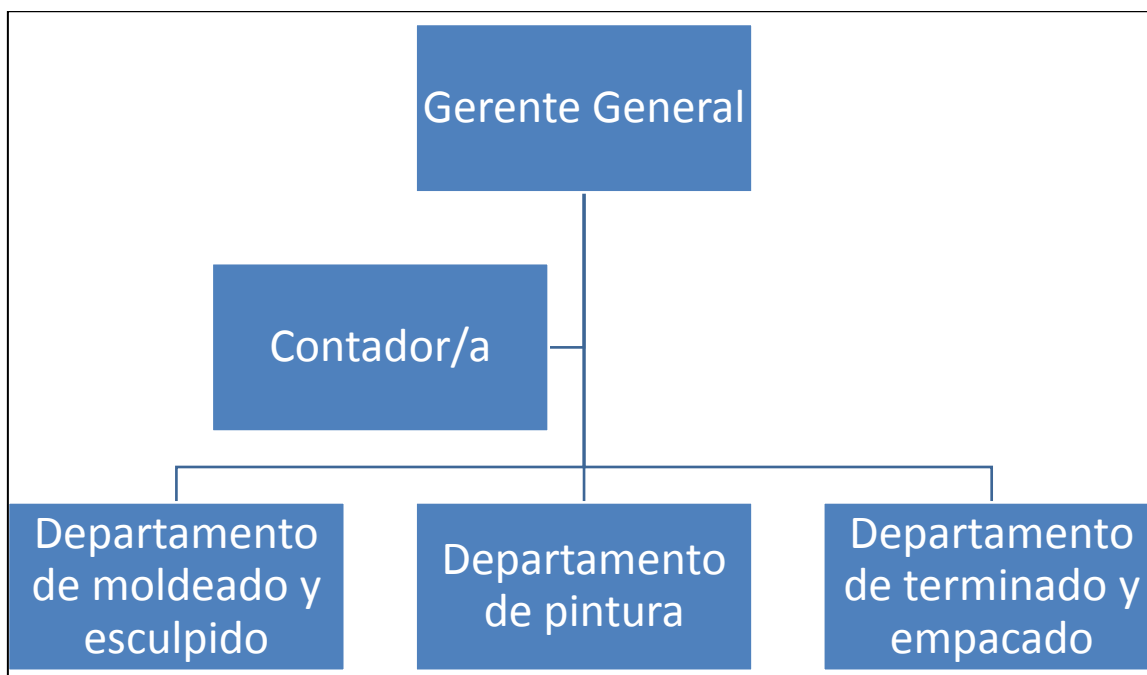 Gerente General
Contador/a
Departamento
de moldeado y
esculpido
Departamento
de pintura
Departamento
de terminado y
empacado